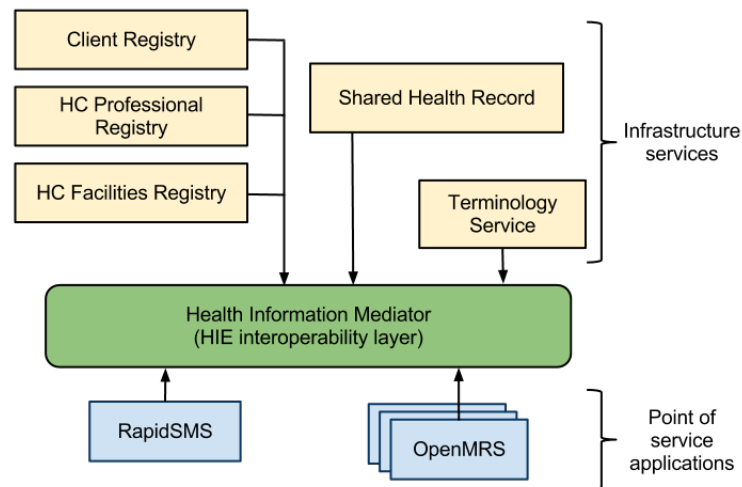 Client Registry
HC Professional
Registry
HC Facilities Registry
Shared Health Record
Terminology
Service
Infrastructure
services
Health Information Mediator
(HIE interoperability layer)
RapidSMS
OpenMRS
Point of
service
applications